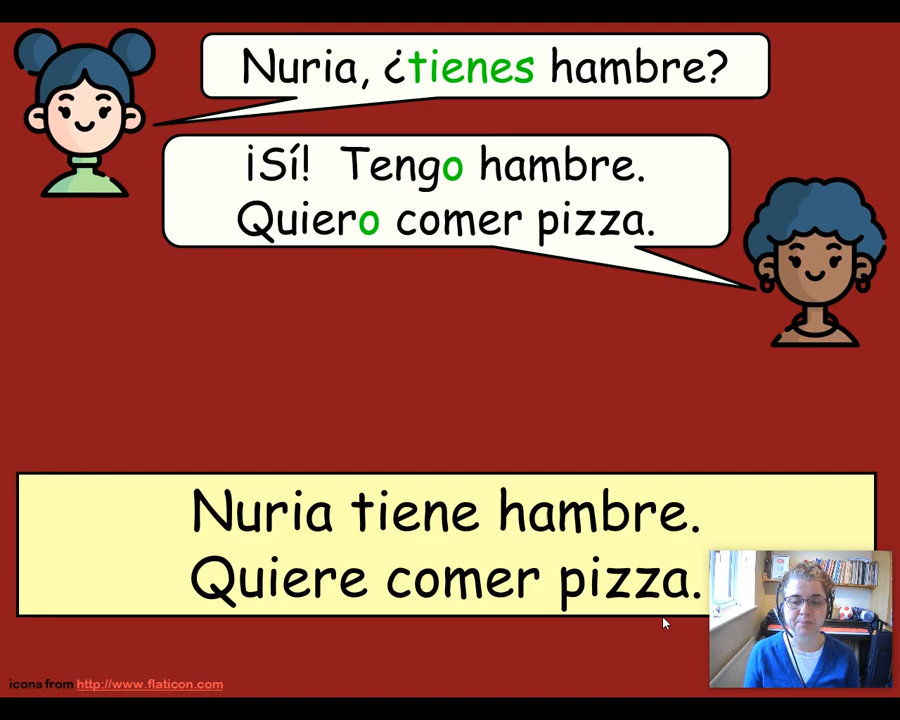 Nuria, ¿tienes hambre?
¡Sí! Tengo hambre.
Quiero comer pizza.
Nuria tiene hambre.
Quiere comer pizza.
icons from http://www.flaticon.com